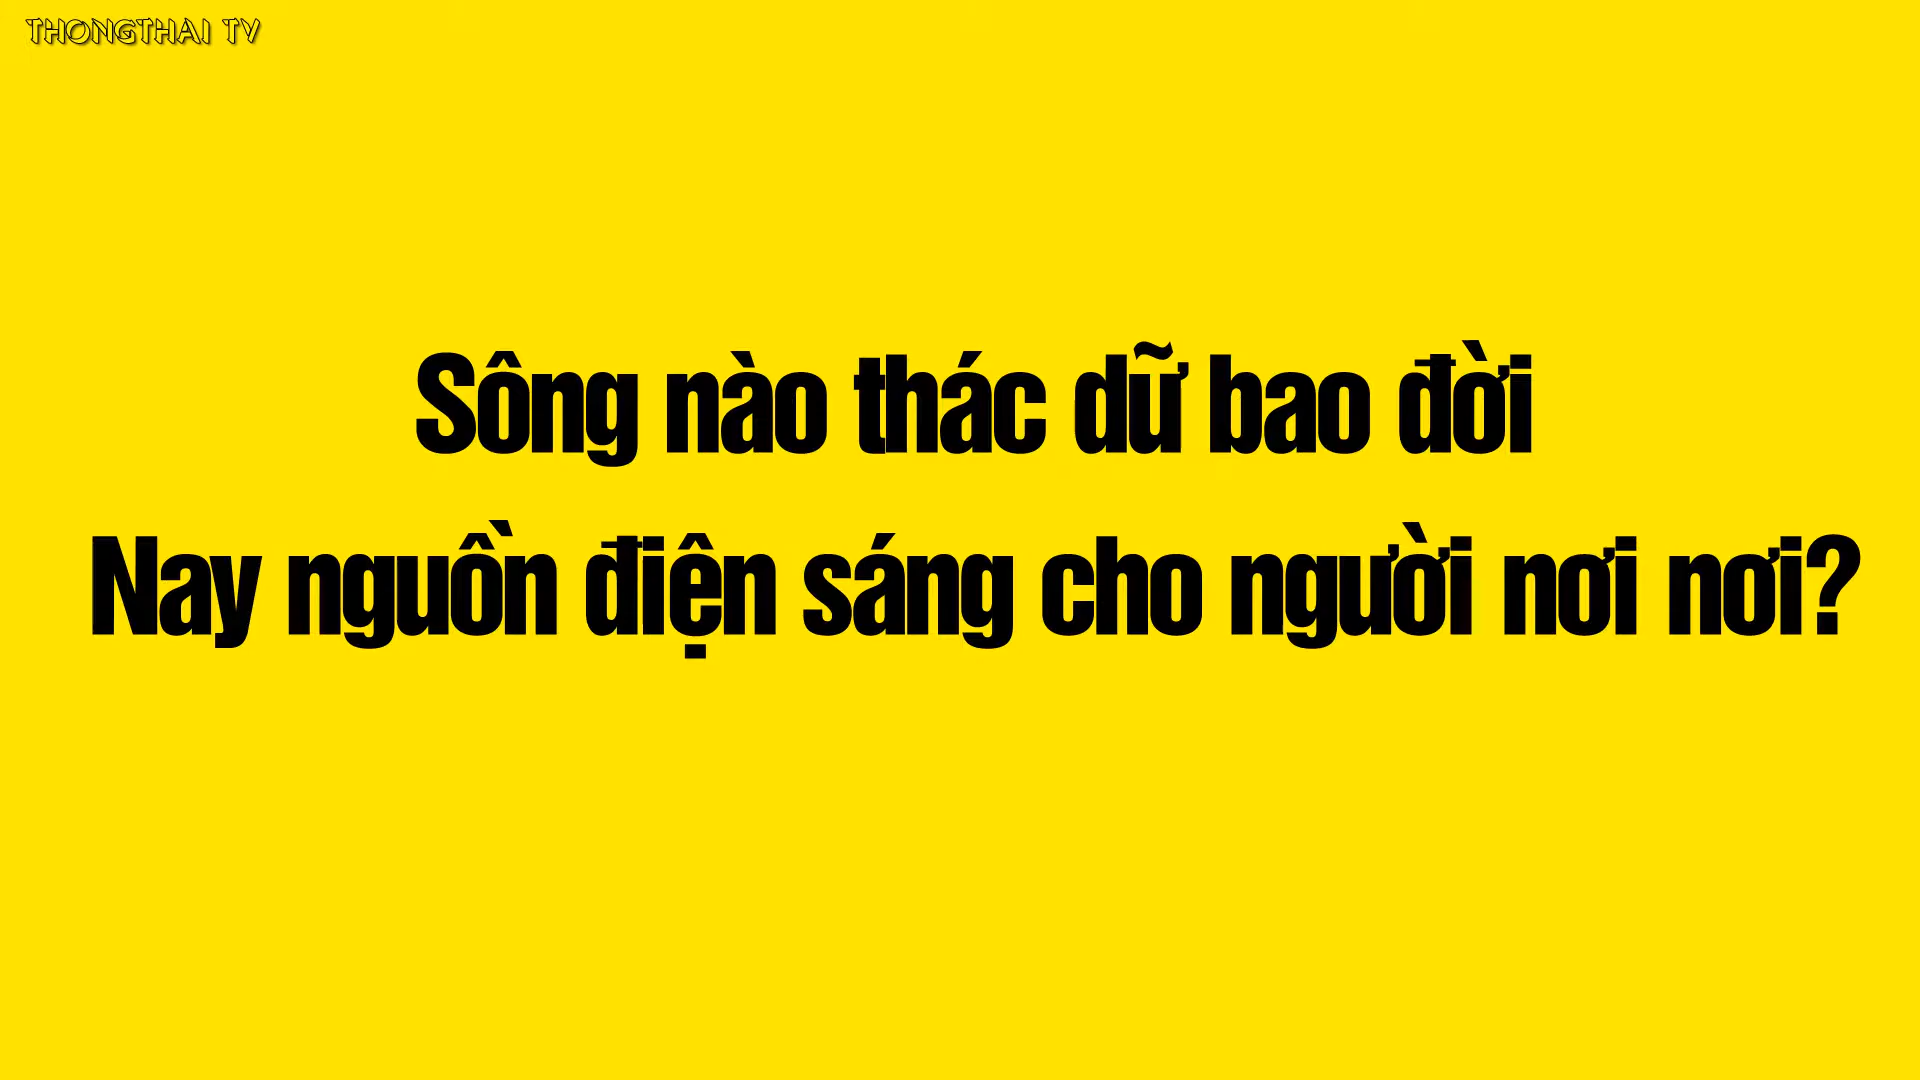 THONGTHAI TV
Sông nào thác dữ bao đời
Nay nguồn điện sáng cho người nơi nơi?